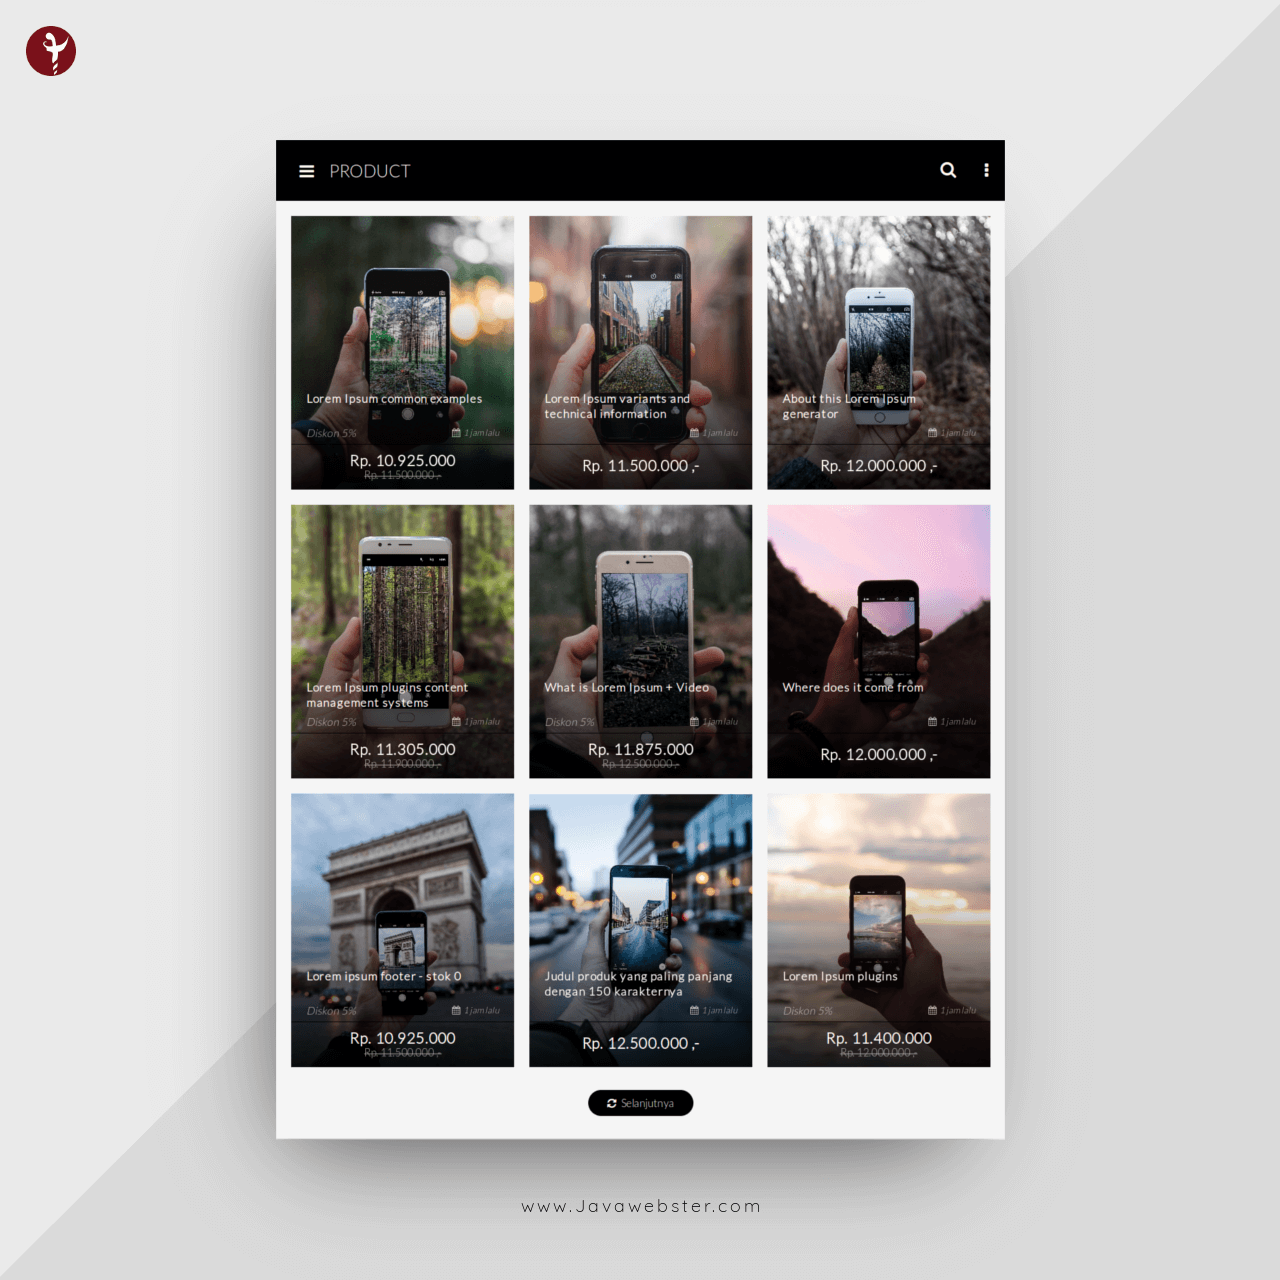 PRODUCT
Lorem Ipsum common examples
Diskon 5% 1 jam lalu
Rp. 10.925.000
Rp. 11.500.000 ,-
Lorem Ipsum variants and
technical information
1 jam lalu
Rp. 11.500.000 ,-
About this Lorem Ipsum
generator
1 jam lalu
Rp. 12.000.000 ,-
Lorem Ipsum plugins content
management systems
Diskon 5% 1 jam lalu
Rp. 11.305.000
Rp. 11.900.000 ,-
What is Lorem Ipsum + Video
Diskon 5% 1 jam lalu
Rp. 11.875.000
Rp. 12.500.000 ,-
Where does it come from
1 jam lalu
Rp. 12.000.000 ,-
Lorem ipsum footer - stok 0
Diskon 5% 1 jam lalu
Rp. 10.925.000
Rp. 11.500.000 ,-
Judul produk yang paling panjang
dengan 150 karakternya
1 jam lalu
Rp. 12.500.000 ,-
Lorem Ipsum plugins
Diskon 5% 1 jam lalu
Rp. 11.400.000
Rp. 12.000.000 ,-
Selanjutnya
www.Javawebster.com